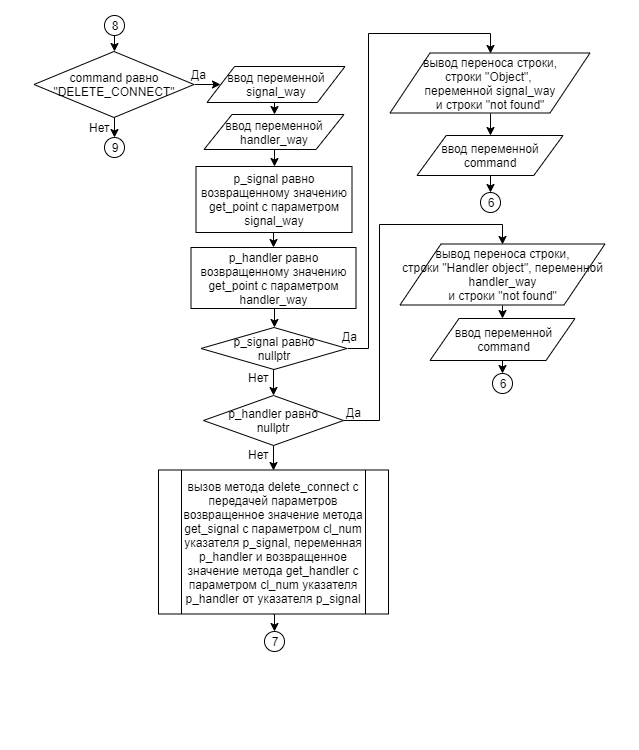 8
command равно
"DELETE_CONNECT"
Да
Нет
9
ввод переменной
signal_way
ввод переменной
handler_way
p_signal равно
возвращенному значению
get_point с параметром
signal_way
p_handler равно
возвращенному значению
get_point с параметром
handler_way
p_signal равно
nullptr
Да
Нет
вывод переноса строки,
строки "Object",
переменной signal_way
и строки "not found"
ввод переменной
command
6
p_handler равно
nullptr
Да
Нет
вывод переноса строки,
строки "Handler object", переменной
handler_way
и строки "not found"
ввод переменной
command
6
вызов метода delete_connect с
передачей параметров
возвращенное значение метода
get_signal с параметром cl_num
указателя p_signal, переменная
p_handler и возвращенное
значение метода get_handler с
параметром cl_num указателя
p_handler от указателя p_signal
7